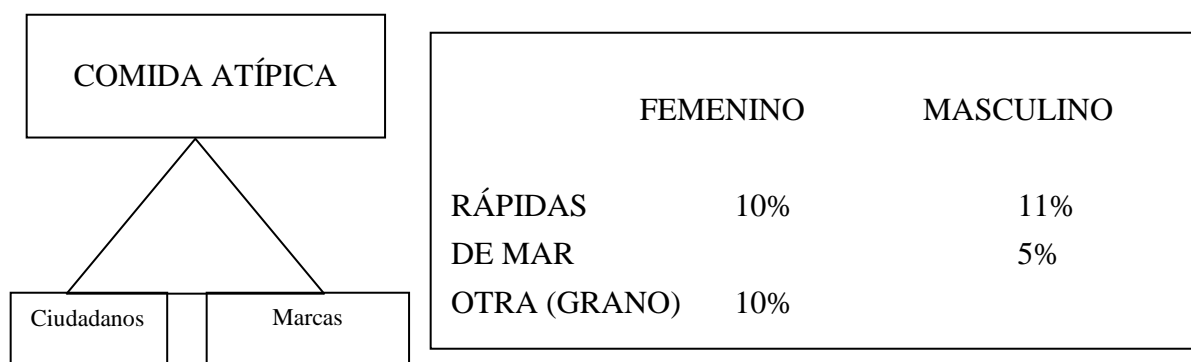 COMIDA ATÍPICA
Ciudadanos
Marcas
FEMENINO MASCULINO
RÁPIDAS 10% 11%
DE MAR 5%
OTRA (GRANO) 10%